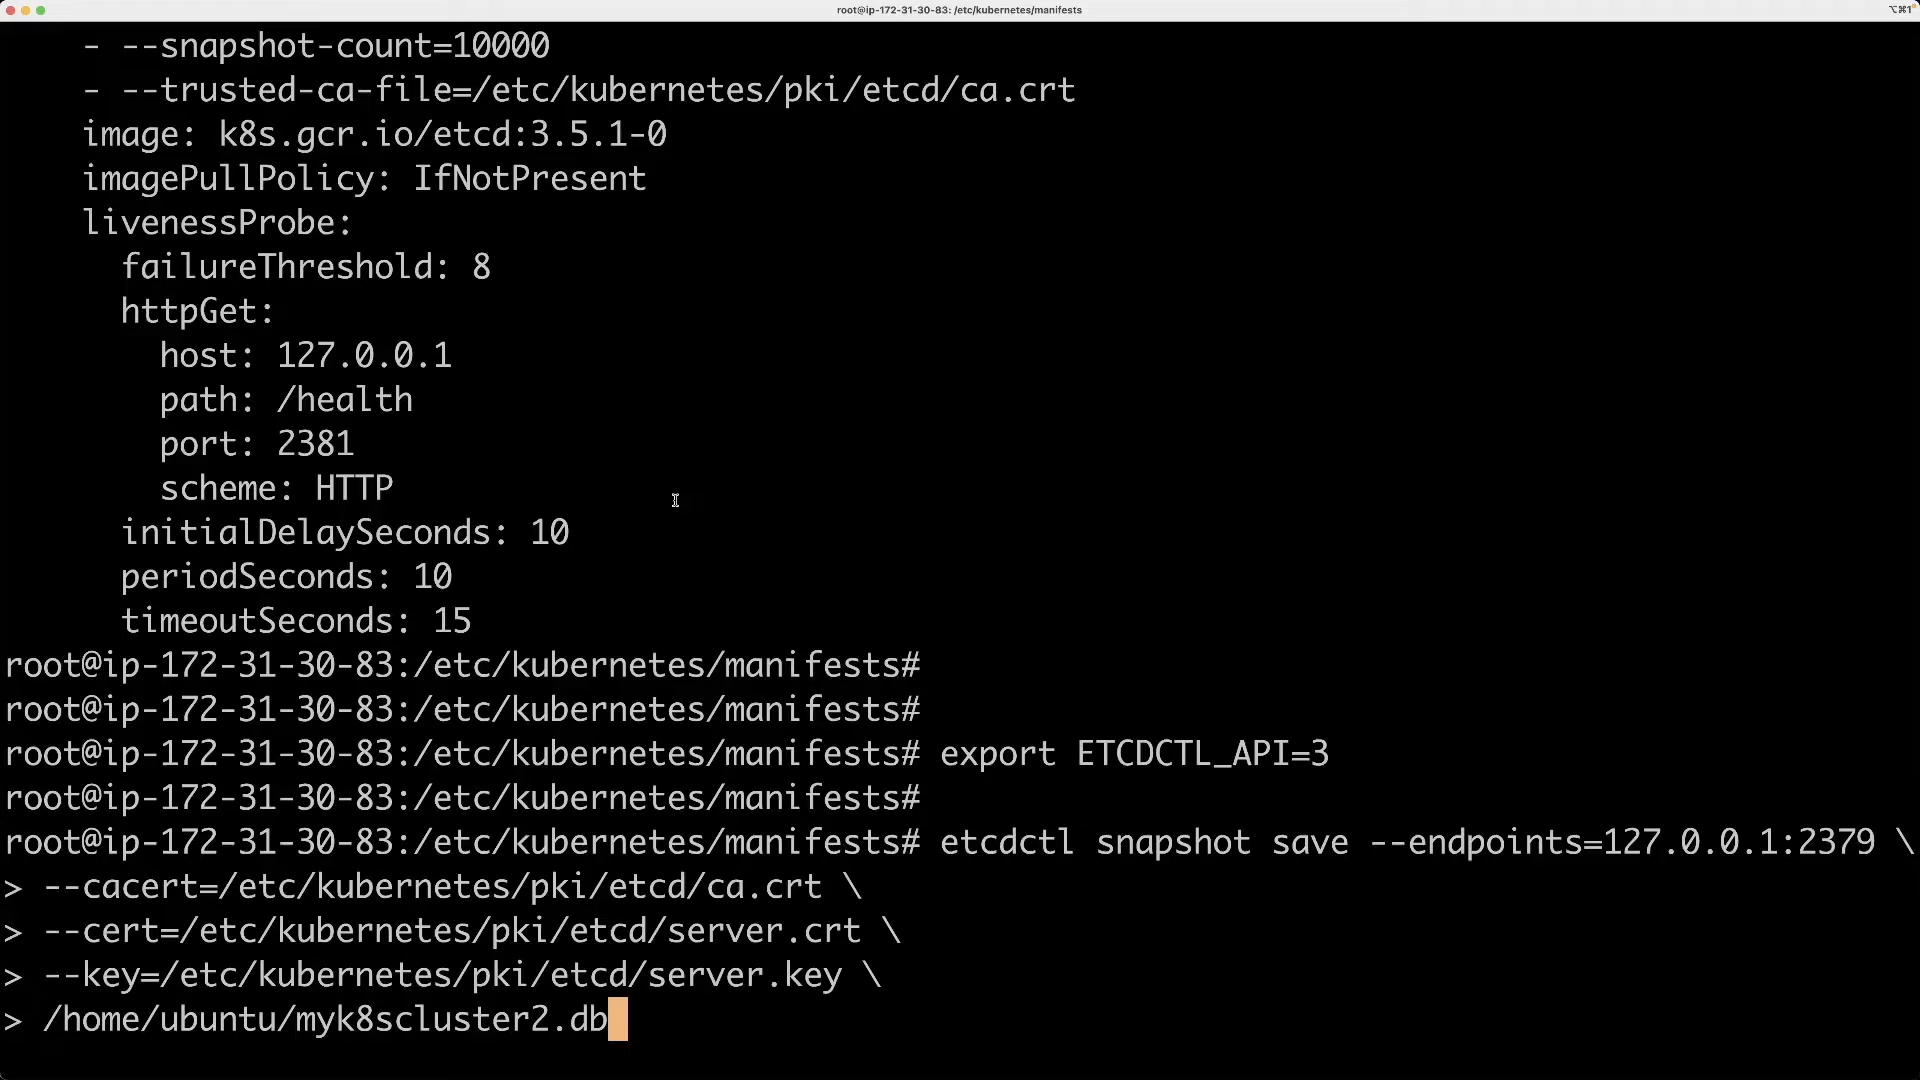 root@ip-172-31-30-83: /etc/kubernetes/manifests
⌥⌘1
- --snapshot-count=10000
- --trusted-ca-file=/etc/kubernetes/pki/etcd/ca.crt
image: k8s.gcr.io/etcd:3.5.1-0
imagePullPolicy: IfNotPresent
livenessProbe:
failureThreshold: 8
httpGet:
host: 127.0.0.1
path: /health
port: 2381
scheme: HTTP
initialDelaySeconds: 10
periodSeconds: 10
timeoutSeconds: 15
root@ip-172-31-30-83:/etc/kubernetes/manifests#
root@ip-172-31-30-83:/etc/kubernetes/manifests#
root@ip-172-31-30-83:/etc/kubernetes/manifests# export ETCDCTL_API=3
root@ip-172-31-30-83:/etc/kubernetes/manifests#
root@ip-172-31-30-83:/etc/kubernetes/manifests# etcdctl snapshot save --endpoints=127.0.0.1:2379 \
> --cacert=/etc/kubernetes/pki/etcd/ca.crt \
> --cert=/etc/kubernetes/pki/etcd/server.crt \
> --key=/etc/kubernetes/pki/etcd/server.key \
> /home/ubuntu/myk8scluster2.db